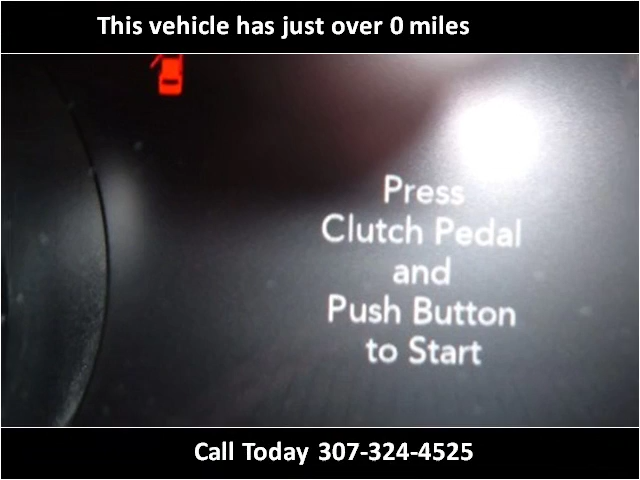 This vehicle has just over 0 miles
Press
Clutch Pedal
and
Push Button
to Start
Call Today 307-324-4525